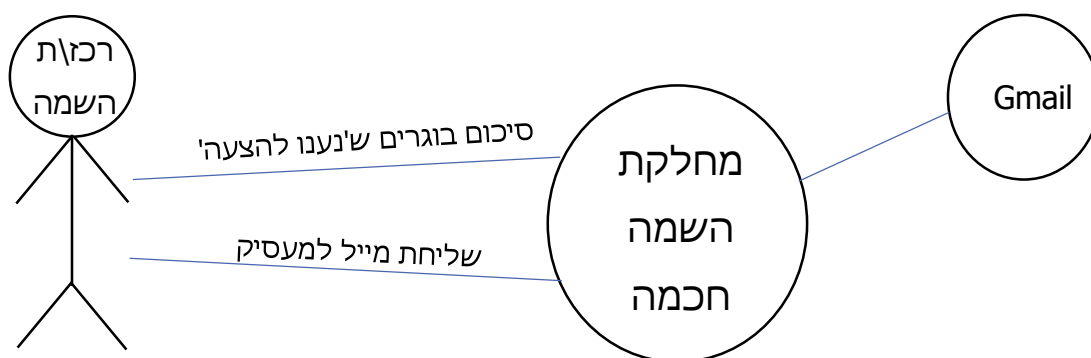 רכז\ת
השמה
סיכום בוגרים ש'נענו להצעה'
שליחת מייל למעסיק
מחלקת
השמה
חכמה
Gmail